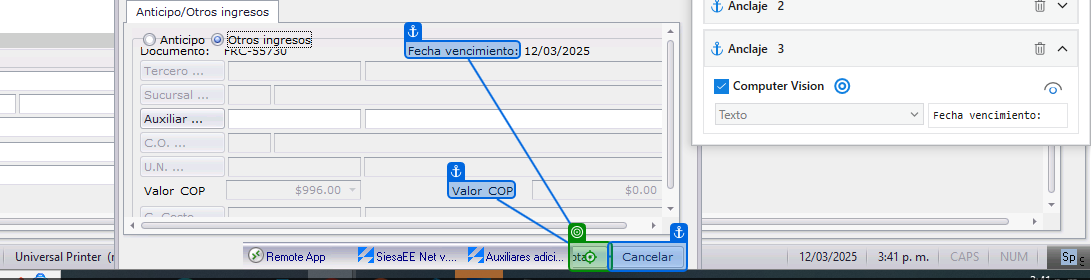 Anticipo/Otros ingresos
Anticipo Otros ingresos
Documento: FRC-55730 Fecha vencimiento: 12/03/2025
Tercero ...
Sucursal ...
Auxiliar ...
C.O. ...
U.N. ...
Valor COP $996.00 Valor COP $0.00
C. Costo
Anclaje 2
Anclaje 3
Computer Vision
Texto Fecha vencimiento:
Cancelar
Universal Printer (r
Remote App SiesaEE Net v.... Auxiliares adici...
12/03/2025 3:41 p. m. CAPS NUM Sp